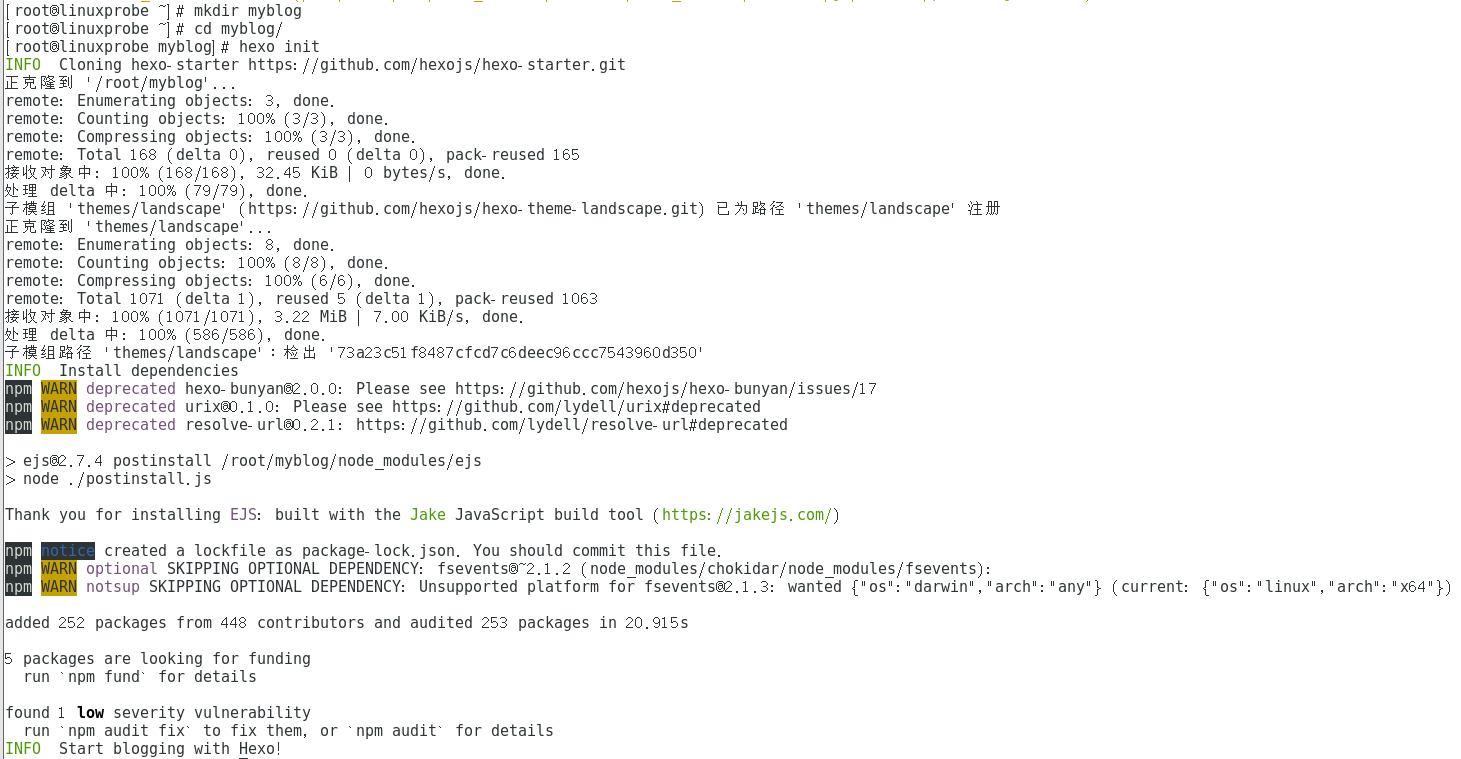 [root@linuxprobe ~]# mkdir myblog
[root@linuxprobe ~]# cd myblog/
[root@linuxprobe myblog]# hexo init
INFO  Cloning hexo-starter https://github.com/hexojs/hexo-starter.git
正克隆到 '/root/myblog'...
remote: Enumerating objects: 3, done.
remote: Counting objects: 100% (3/3), done.
remote: Compressing objects: 100% (3/3), done.
remote: Total 168 (delta 0), reused 0 (delta 0), pack-reused 165
接收对象中: 100% (168/168), 32.45 KiB | 0 bytes/s, done.
处理 delta 中: 100% (79/79), done.
子模组 'themes/landscape' (https://github.com/hexojs/hexo-theme-landscape.git) 已为路径 'themes/landscape' 注册
正克隆到 'themes/landscape'...
remote: Enumerating objects: 8, done.
remote: Counting objects: 100% (8/8), done.
remote: Compressing objects: 100% (6/6), done.
remote: Total 1071 (delta 1), reused 5 (delta 1), pack-reused 1063
接收对象中: 100% (1071/1071), 3.22 MiB | 7.00 KiB/s, done.
处理 delta 中: 100% (586/586), done.
子模组路径 'themes/landscape'：检出 '73a23c51f8487cfcd7c6deec96ccc7543960d350'
INFO  Install dependencies
npm WARN deprecated hexo-bunyan@2.0.0: Please see https://github.com/hexojs/hexo-bunyan/issues/17
npm WARN deprecated urix@0.1.0: Please see https://github.com/lydell/urix#deprecated
npm WARN deprecated resolve-url@0.2.1: https://github.com/lydell/resolve-url#deprecated
> ejs@2.7.4 postinstall /root/myblog/node_modules/ejs
> node ./postinstall.js
Thank you for installing EJS: built with the Jake JavaScript build tool (https://jakejs.com/)
npm notice created a lockfile as package-lock.json. You should commit this file.
npm WARN optional SKIPPING OPTIONAL DEPENDENCY: fsevents@~2.1.2 (node_modules/chokidar/node_modules/fsevents):
npm WARN notsup SKIPPING OPTIONAL DEPENDENCY: Unsupported platform for fsevents@2.1.3: wanted {"os":"darwin","arch":"any"} (current: {"os":"linux","arch":"x64"})
added 252 packages from 448 contributors and audited 253 packages in 20.915s
5 packages are looking for funding
  run `npm fund` for details
found 1 low severity vulnerability
  run `npm audit fix` to fix them, or `npm audit` for details
INFO  Start blogging with Hexo!